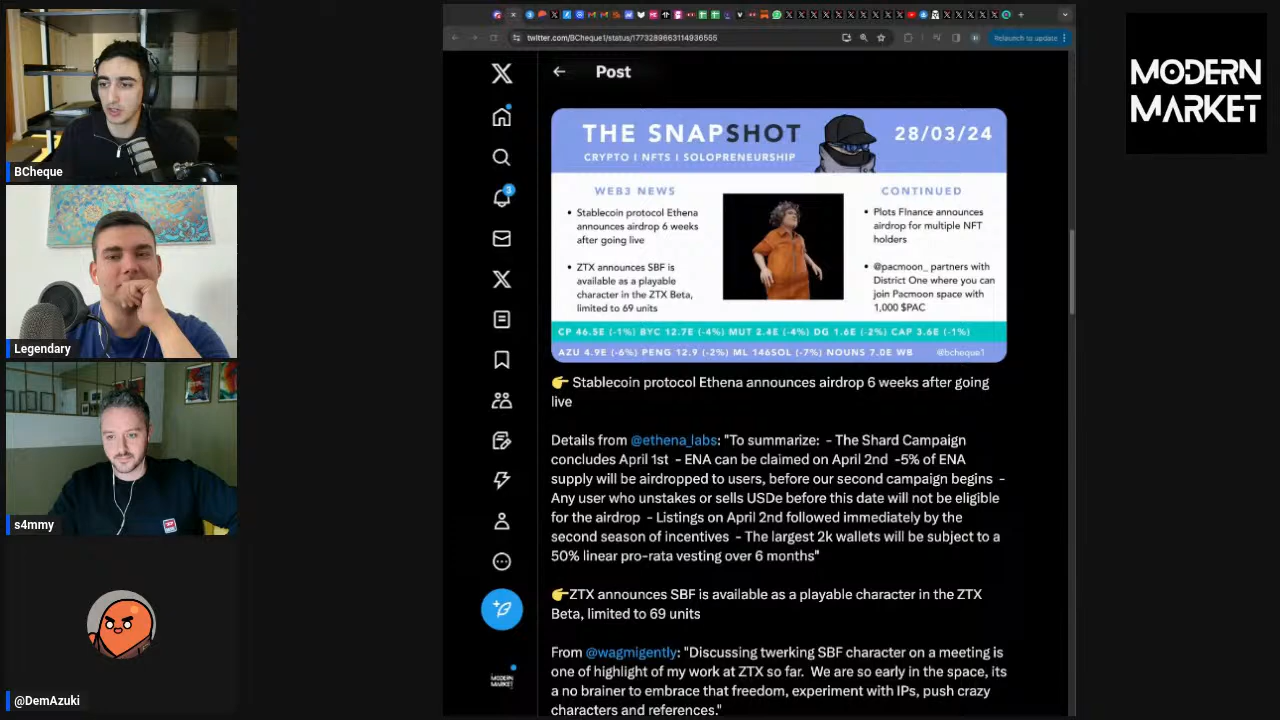 BCheque
Legendary
s4mmy
@DemAzuki
twitter.com/BCheque1/status/1773289663114936555
Relaunch to update
Post
3
THE SNAPSHOT
CRYPTO I NFTS I SOLOPRENEURSHIP
28/03/24
WEB3 NEWS
• Stablecoin protocol Ethena
announces airdrop 6 weeks
after going live
• ZTX announces SBF is
available as a playable
character in the ZTX Beta,
limited to 69 units
CONTINUED
• Plots FInance announces
airdrop for multiple NFT
holders
• @pacmoon_ partners with
District One where you can
join Pacmoon space with
1,000 $PAC
CP 46.5E (-1%) BYC 12.7E (-4%) MUT 2.4E (-4%) DG 1.6E (-2%) CAP 3.6E (-1%)
AZU 4.9E (-6%) PENG 12.9 (-2%) ML 146SOL (-7%) NOUNS 7.0E WB @bcheque1
👉 Stablecoin protocol Ethena announces airdrop 6 weeks after going
live
Details from @ethena_labs: "To summarize:  - The Shard Campaign
concludes April 1st  - ENA can be claimed on April 2nd  -5% of ENA
supply will be airdropped to users, before our second campaign begins  -
Any user who unstakes or sells USDe before this date will not be eligible
for the airdrop  - Listings on April 2nd followed immediately by the
second season of incentives  - The largest 2k wallets will be subject to a
50% linear pro-rata vesting over 6 months"
👉ZTX announces SBF is available as a playable character in the ZTX
Beta, limited to 69 units
From @wagmigently: "Discussing twerking SBF character on a meeting is
one of highlight of my work at ZTX so far.  We are so early in the space, its
a no brainer to embrace that freedom, experiment with IPs, push crazy
characters and references."
MODERN
MARKET
MODERN
MARKET